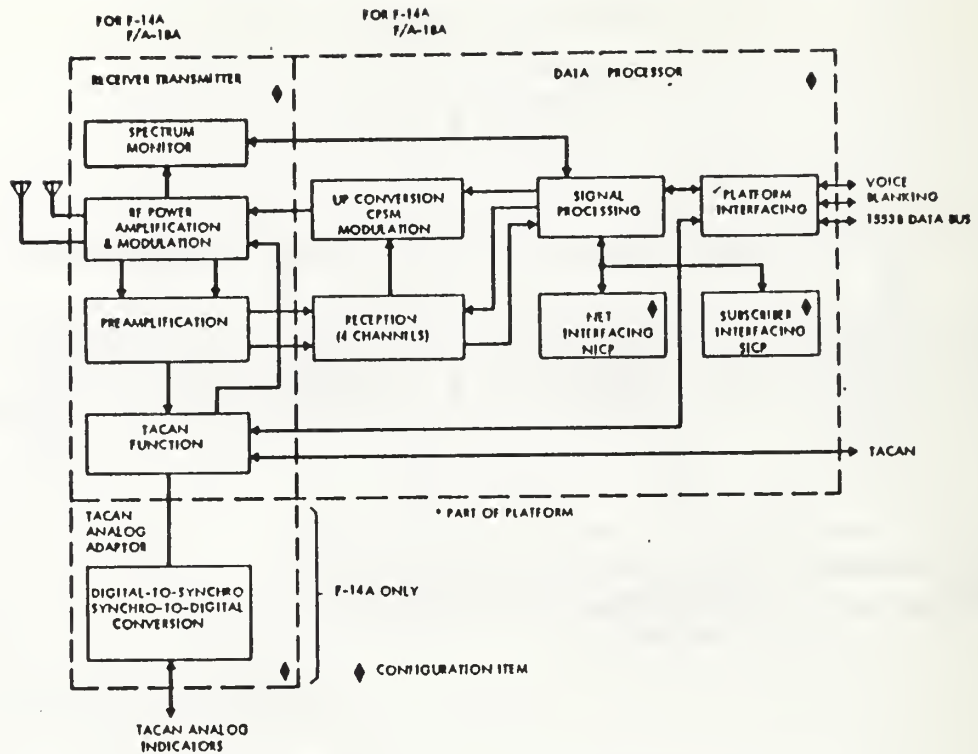 FOR F-14A
F/A-18A
FOR F-14A
F/A-18A
RECEIVER TRANSMITTER
DATA PROCESSOR
SPECTRUM
MONITOR
RF POWER
AMPLIFICATION
& MODULATION
UP CONVERSION
CPSM
MODULATION
SIGNAL
PROCESSING
PLATFORM
INTERFACING
VOICE
BLANKING
1553B DATA BUS
PREAMPLIFICATION
RECEPTION
(4 CHANNELS)
NET
INTERFACING
NICP
SUBSCRIBER
INTERFACING
SICP
TACAN
FUNCTION
TACAN
* PART OF PLATFORM
TACAN
ANALOG
ADAPTOR
DIGITAL-TO-SYNCHRO
SYNCHRO-TO-DIGITAL
CONVERSION
F-14A ONLY
CONFIGURATION ITEM
TACAN ANALOG
INDICATORS